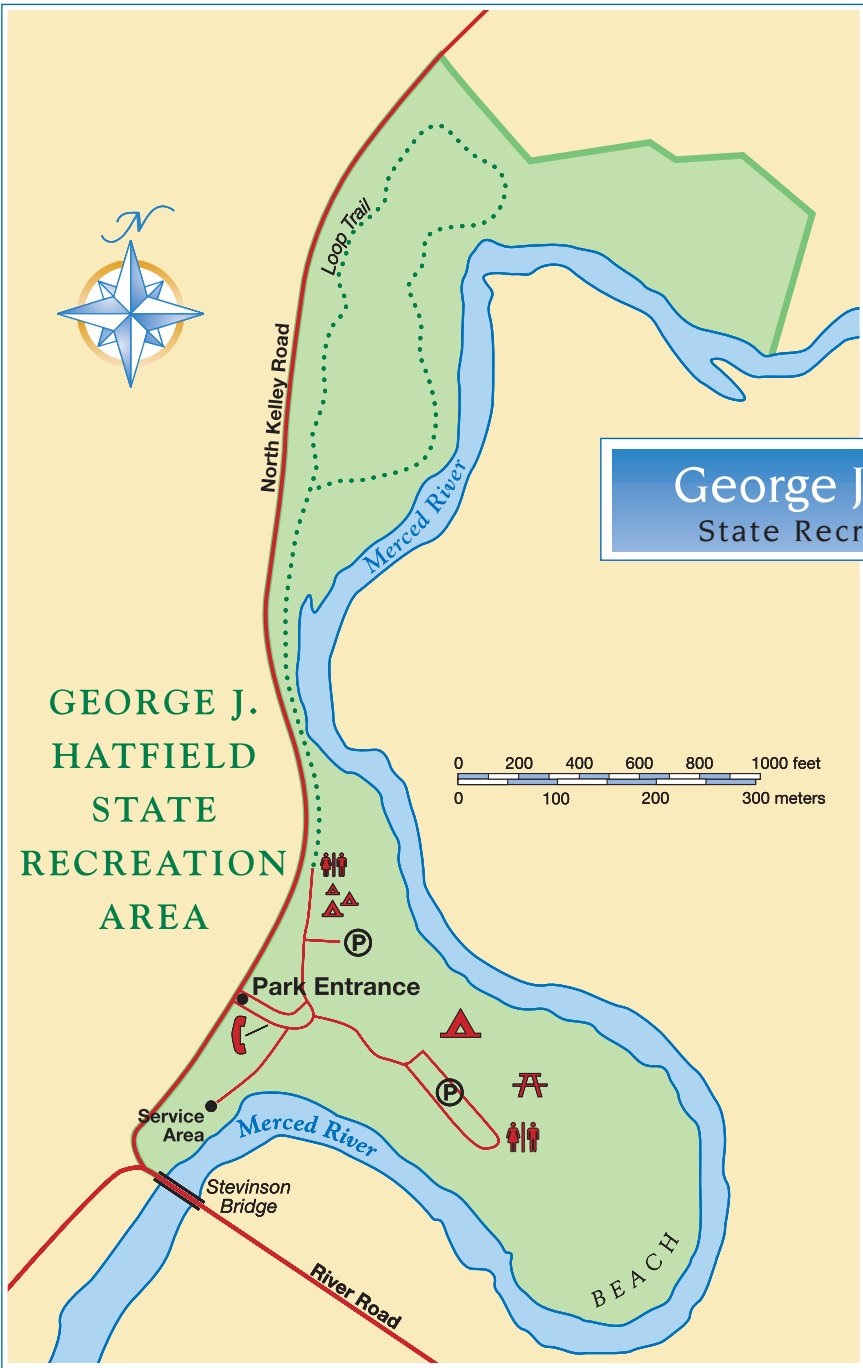 N
Loop Trail
North Kelley Road
George J
State Recr
Merced River
GEORGE J.
HATFIELD
STATE
RECREATION
AREA
0 200 400 600 800 1000 feet
0 100 200 300 meters
P
Park Entrance
P
Service
Area
Merced River
Stevinson
Bridge
BEACH
River Road